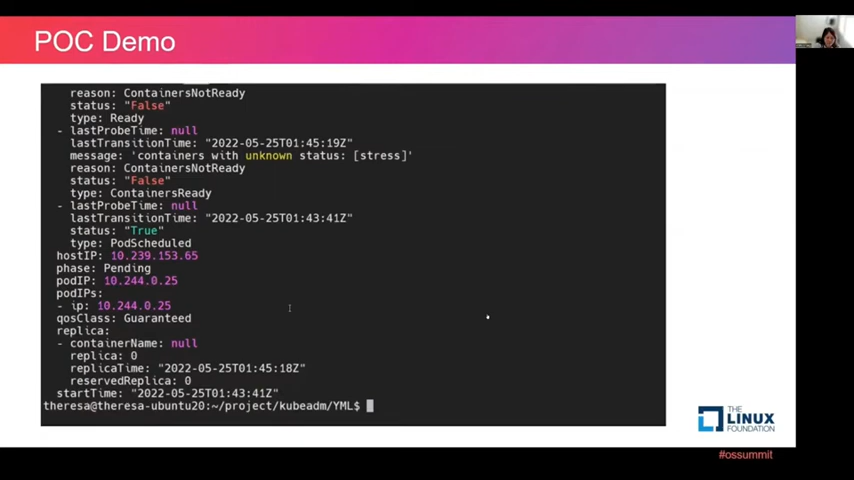 POC Demo
reason: ContainersNotReady
status: "False"
type: Ready
- lastProbeTime: null
lastTransitionTime: "2022-05-25T01:45:19Z"
message: 'containers with unknown status: [stress]'
reason: ContainersNotReady
status: "False"
type: ContainersReady
- lastProbeTime: null
lastTransitionTime: "2022-05-25T01:43:41Z"
status: "True"
type: PodScheduled
hostIP: 10.239.153.65
phase: Pending
podIP: 10.244.0.25
podIPs:
- ip: 10.244.0.25
qosClass: Guaranteed
replica:
- containerName: null
replica: 0
replicaTime: "2022-05-25T01:45:18Z"
reservedReplica: 0
startTime: "2022-05-25T01:43:41Z"
theresa@theresa-ubuntu20:~/project/kubeadm/YML$
THE
LINUX
FOUNDATION
#ossummit